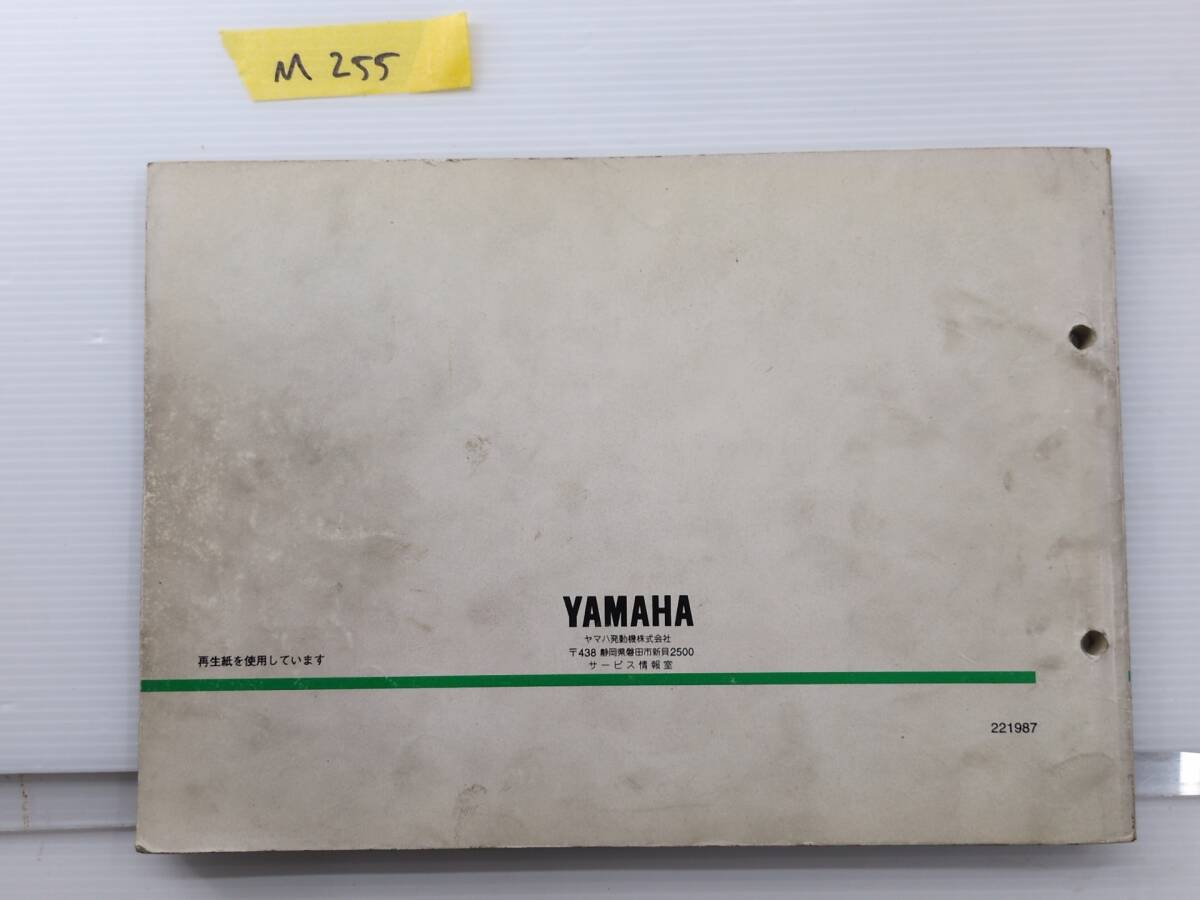 M 255
YAMAHA
ヤマハ発動機株式会社
〒438 静岡県磐田市新貝2500
サービス情報室
再生紙を使用しています
221987